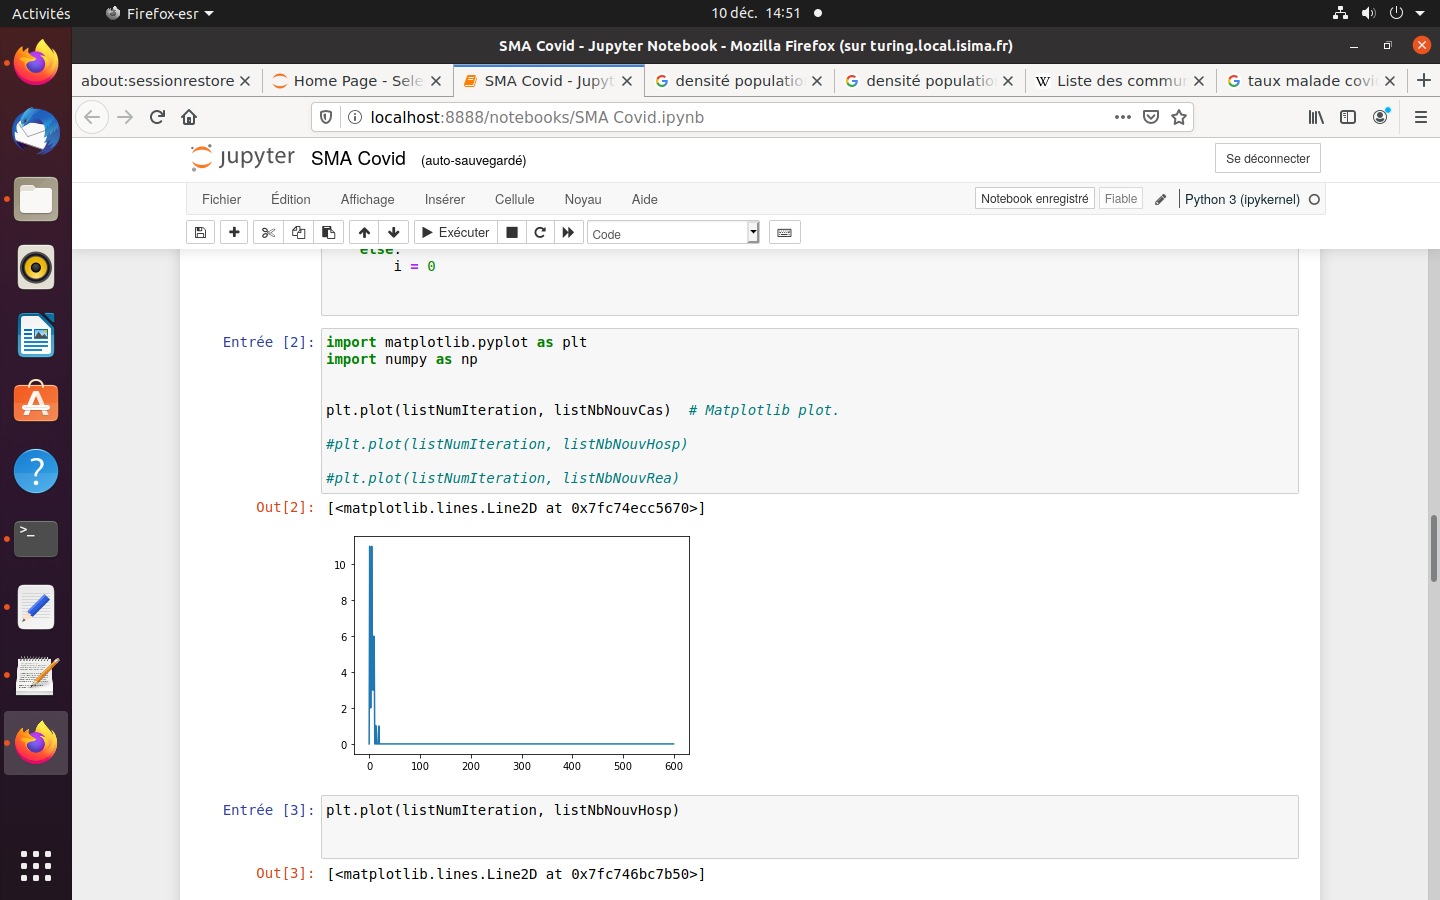 Activités
Firefox-esr
10 déc. 14:51
SMA Covid - Jupyter Notebook - Mozilla Firefox (sur turing.local.isima.fr)
about:sessionrestore
Home Page - Sele
SMA Covid - Jupyt
densité populatio
densité populatio
Liste des commu
taux malade covi
localhost:8888/notebooks/SMA Covid.ipynb
jupyter
SMA Covid
(auto-sauvegardé)
Se déconnecter
Fichier
Édition
Affichage
Insérer
Cellule
Noyau
Aide
Notebook enregistré
Fiable
Python 3 (ipykernel)
Exécuter
Code
else:
i = 0
Entrée [2]:
import matplotlib.pyplot as plt
import numpy as np
plt.plot(listNumIteration, listNbNouvCas)  # Matplotlib plot.
#plt.plot(listNumIteration, listNbNouvHosp)
#plt.plot(listNumIteration, listNbNouvRea)
Out[2]:
[<matplotlib.lines.Line2D at 0x7fc74ecc5670>]
10
8
6
4
2
0
0 100 200 300 400 500 600
Entrée [3]:
plt.plot(listNumIteration, listNbNouvHosp)
Out[3]:
[<matplotlib.lines.Line2D at 0x7fc746bc7b50>]